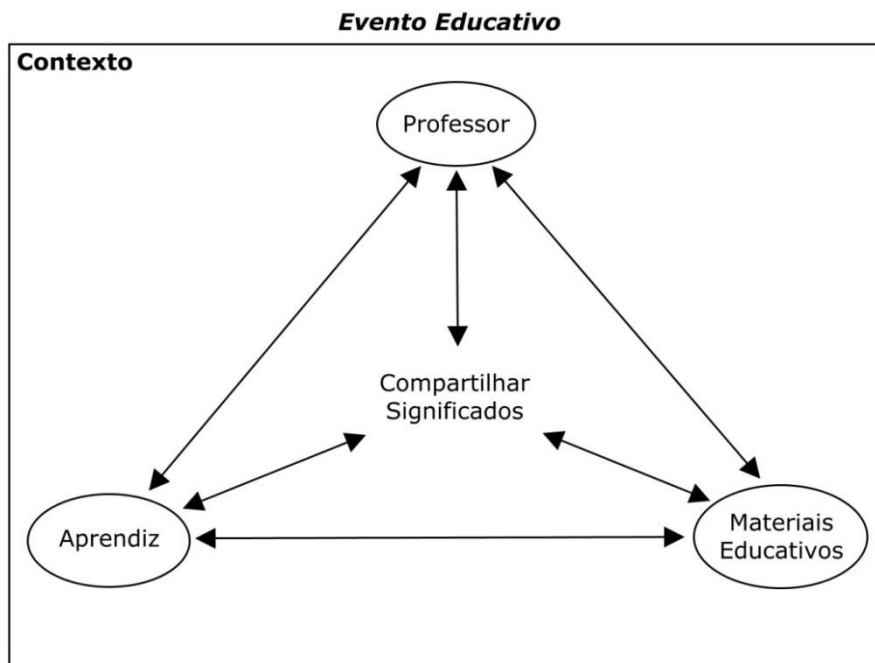 Evento Educativo
Contexto
Professor
Compartilhar
Significados
Aprendiz
Materiais
Educativos